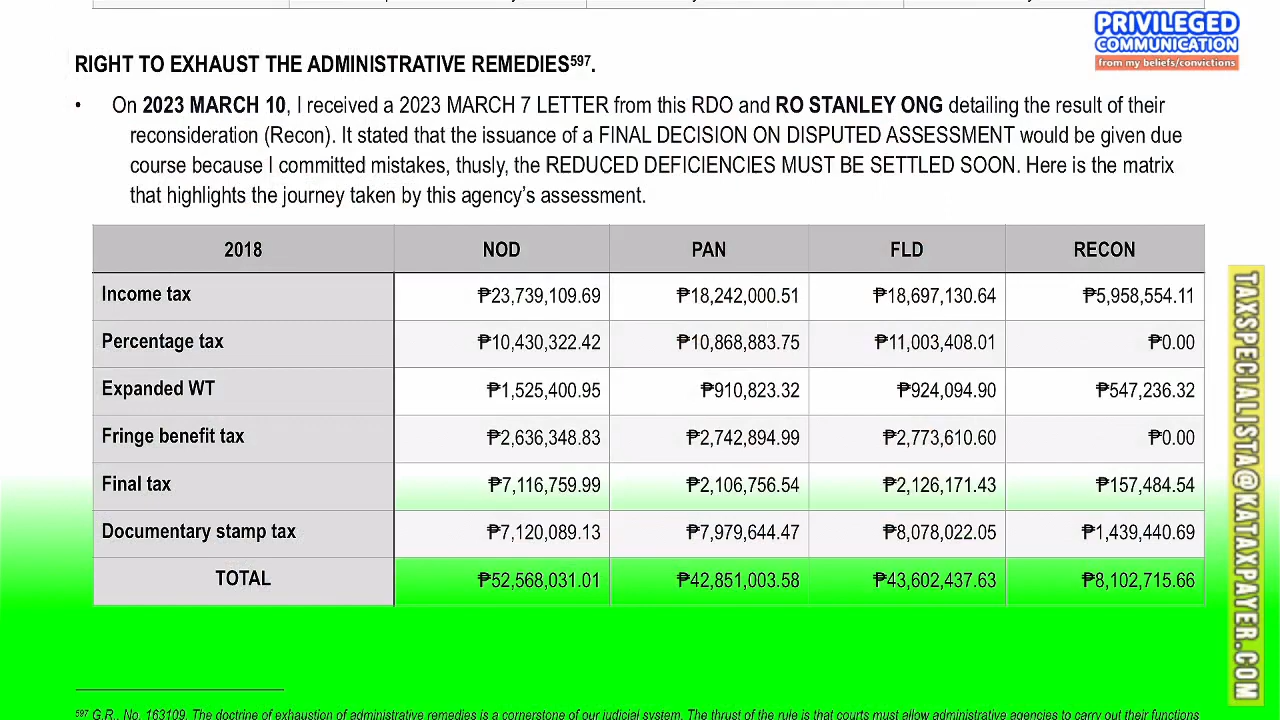 PRIVILEGED
COMMUNICATION
from my beliefs/convictions
RIGHT TO EXHAUST THE ADMINISTRATIVE REMEDIES⁵⁹⁷.
• On 2023 MARCH 10, I received a 2023 MARCH 7 LETTER from this RDO and RO STANLEY ONG detailing the result of their
reconsideration (Recon). It stated that the issuance of a FINAL DECISION ON DISPUTED ASSESSMENT would be given due
course because I committed mistakes, thusly, the REDUCED DEFICIENCIES MUST BE SETTLED SOON. Here is the matrix
that highlights the journey taken by this agency’s assessment.
2018 NOD PAN FLD RECON
Income tax ₱23,739,109.69 ₱18,242,000.51 ₱18,697,130.64 ₱5,958,554.11
Percentage tax ₱10,430,322.42 ₱10,868,883.75 ₱11,003,408.01 ₱0.00
Expanded WT ₱1,525,400.95 ₱910,823.32 ₱924,094.90 ₱547,236.32
Fringe benefit tax ₱2,636,348.83 ₱2,742,894.99 ₱2,773,610.60 ₱0.00
Final tax ₱7,116,759.99 ₱2,106,756.54 ₱2,126,171.43 ₱157,484.54
Documentary stamp tax ₱7,120,089.13 ₱7,979,644.47 ₱8,078,022.05 ₱1,439,440.69
TOTAL ₱52,568,031.01 ₱42,851,003.58 ₱43,602,437.63 ₱8,102,715.66
TAXSPECIALISTA@KATAXPAYER.COM
⁵⁹⁷ G.R.. No. 163109. The doctrine of exhaustion of administrative remedies is a cornerstone of our judicial system. The thrust of the rule is that courts must allow administrative agencies to carry out their functions